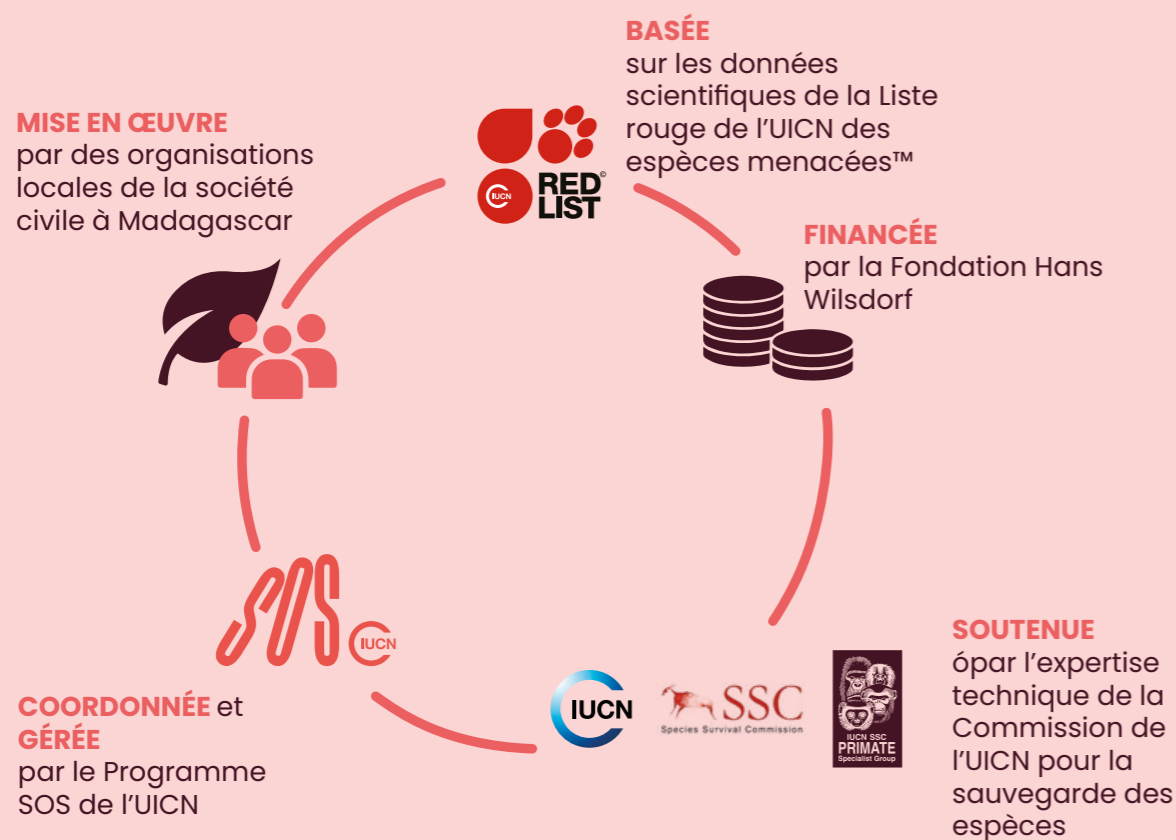 BASÉE
sur les données
scientifiques de la Liste
rouge de l'UICN des
espèces menacées™
IUCN
RED©
LIST
FINANCÉE
par la Fondation Hans
Wilsdorf
SOUTENUE
ópar l'expertise
technique de la
Commission de
l'UICN pour la
sauvegarde des
espèces
IUCN
SSC
Species Survival Commission
IUCN SSC
PRIMATE
Specialist Group
SOS
IUCN
COORDONNÉE et
GÉRÉE
par le Programme
SOS de l'UICN
MISE EN ŒUVRE
par des organisations
locales de la société
civile à Madagascar